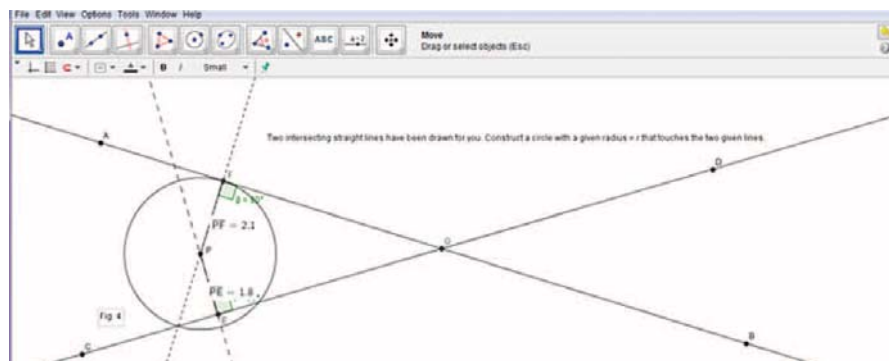 File Edit View Options Tools Window Help
A
ABC
a=2
Move
Drag or select objects (Esc)
B I Small
Two intersecting straight lines have been drawn for you. Construct a circle with a given radius = r that touches the two given lines.
A
D
F
PF = 2.1
P
O
PE = 1.8
Fig 4
C
B